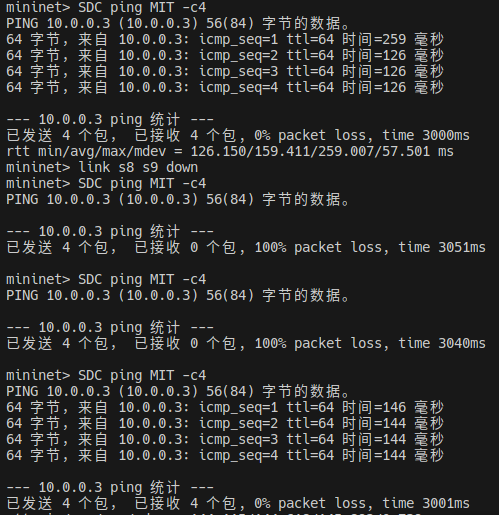 mininet> SDC ping MIT -c4
PING 10.0.0.3 (10.0.0.3) 56(84) 字节的数据。
64 字节，来自 10.0.0.3: icmp_seq=1 ttl=64 时间=259 毫秒
64 字节，来自 10.0.0.3: icmp_seq=2 ttl=64 时间=126 毫秒
64 字节，来自 10.0.0.3: icmp_seq=3 ttl=64 时间=126 毫秒
64 字节，来自 10.0.0.3: icmp_seq=4 ttl=64 时间=126 毫秒
--- 10.0.0.3 ping 统计 ---
已发送 4 个包， 已接收 4 个包, 0% packet loss, time 3000ms
rtt min/avg/max/mdev = 126.150/159.411/259.007/57.501 ms
mininet> link s8 s9 down
mininet> SDC ping MIT -c4
PING 10.0.0.3 (10.0.0.3) 56(84) 字节的数据。
--- 10.0.0.3 ping 统计 ---
已发送 4 个包， 已接收 0 个包, 100% packet loss, time 3051ms
mininet> SDC ping MIT -c4
PING 10.0.0.3 (10.0.0.3) 56(84) 字节的数据。
--- 10.0.0.3 ping 统计 ---
已发送 4 个包， 已接收 0 个包, 100% packet loss, time 3040ms
mininet> SDC ping MIT -c4
PING 10.0.0.3 (10.0.0.3) 56(84) 字节的数据。
64 字节，来自 10.0.0.3: icmp_seq=1 ttl=64 时间=146 毫秒
64 字节，来自 10.0.0.3: icmp_seq=2 ttl=64 时间=144 毫秒
64 字节，来自 10.0.0.3: icmp_seq=3 ttl=64 时间=144 毫秒
64 字节，来自 10.0.0.3: icmp_seq=4 ttl=64 时间=144 毫秒
--- 10.0.0.3 ping 统计 ---
已发送 4 个包， 已接收 4 个包, 0% packet loss, time 3001ms